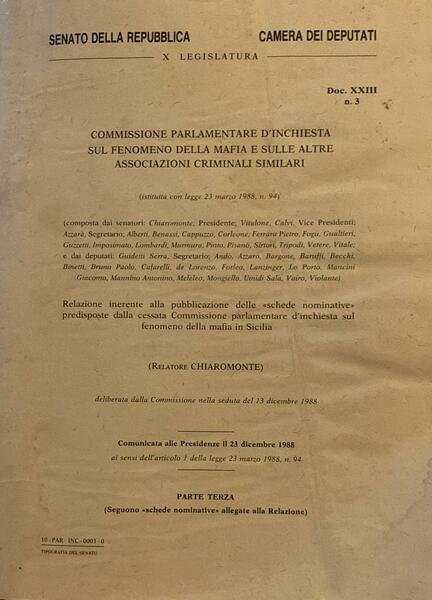 SENATO DELLA REPUBBLICA CAMERA DEI DEPUTATI
X LEGISLATURA
Doc. XXIII
n. 3
COMMISSIONE PARLAMENTARE D'INCHIESTA
SUL FENOMENO DELLA MAFIA E SULLE ALTRE
ASSOCIAZIONI CRIMINALI SIMILARI
(istituita con legge 23 marzo 1988, n. 94)
(composta dai senatori: Chiaromonte; Presidente; Vitalone, Calvi, Vice Presidenti;
Azzarà, Segretario; Alberti, Benassi, Cappuzzo, Corleone, Ferrara Pietro, Fogu, Gualtieri,
Guzzetti, Imposimato, Lombardi, Murmura, Pinto, Pisanò, Sirtori, Tripodi, Vetere, Vitale;
e dai deputati: Guidetti Serra, Segretario; Andò, Azzaro, Bargone, Baruffi, Becchi,
Binetti, Bruno Paolo, Cafarelli, de Lorenzo, Forleo, Lanzinger, Lo Porto, Mancini
Giacomo, Mannino Antonino, Meleleo, Mongiello, Umidi Sala, Vairo, Violante)
Relazione inerente alla pubblicazione delle «schede nominative»
predisposte dalla cessata Commissione parlamentare d'inchiesta sul
fenomeno della mafia in Sicilia
(RELATORE CHIAROMONTE)
deliberata dalla Commissione nella seduta del 13 dicembre 1988
Comunicata alle Presidenze il 23 dicembre 1988
ai sensi dell'articolo 1 della legge 23 marzo 1988, n. 94
PARTE TERZA
(Seguono «schede nominative» allegate alla Relazione)
10 - PAR - INC - 0003 - 0
TIPOGRAFIA DEL SENATO